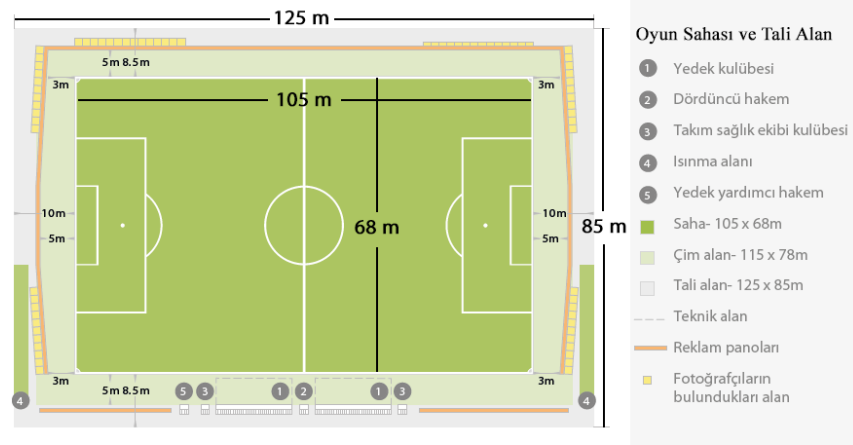 125 m
5m 8.5m
3m
3m
105 m
10m
10m
5m
5m
68 m
85 m
3m
3m
5m 8.5m
5
3
1
2
1
3
4
4
Oyun Sahası ve Tali Alan
1 Yedek kulübesi
2 Dördüncü hakem
3 Takım sağlık ekibi kulübesi
4 Isınma alanı
5 Yedek yardımcı hakem
Saha- 105 x 68m
Çim alan- 115 x 78m
Tali alan- 125 x 85m
Teknik alan
Reklam panoları
Fotoğrafçıların
bulundukları alan